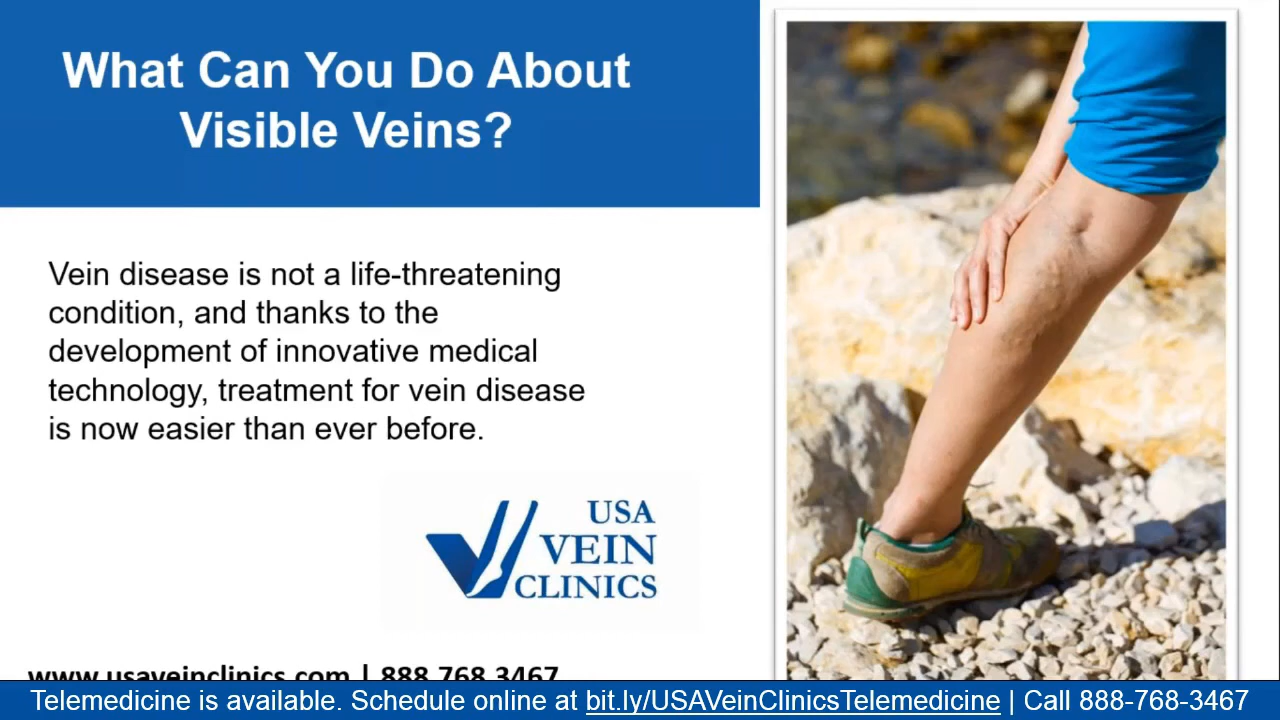 What Can You Do About
Visible Veins?
Vein disease is not a life-threatening
condition, and thanks to the
development of innovative medical
technology, treatment for vein disease
is now easier than ever before.
USA
VEIN
CLINICS
www.usaveinclinics.com | 888.768.3467
Telemedicine is available. Schedule online at bit.ly/USAVeinClinicsTelemedicine | Call 888-768-3467